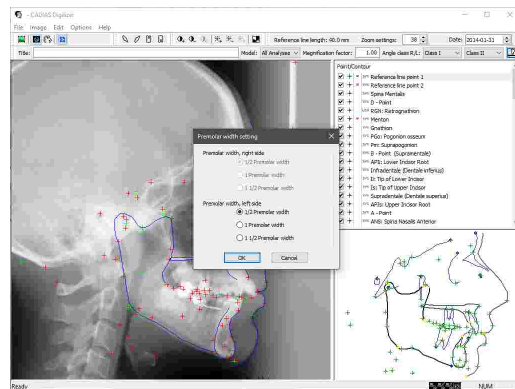 - CADIAS Digitizer
File Image Edit Options Help
Reference line length: 90.0 mm Zoom settings: 38 Date: 2014-01-31
Title: Model: All Analyses Magnification factor: 1.00 Angle class R/L: Class I Class II
Point/Contour
Reference line point 1
Reference line point 2
Spina Mentalis
D - Point
RGN: Retrognathion
Menton
Gnathion
PGo: Pogonion osseum
Pm: Suprapogonion
B - Point (Supramentale)
Infradentale (Dentale inferius)
Ii: Tip of Lower Incisor
Is: Tip of Upper Incisor
Supradentale (Dentale superius)
APIs: Upper Incisor Root
A - Point
ANS: Spina Nasalis Anterior
Premolar width setting
Premolar width, right side
1/2 Premolar width
1 Premolar width
1 1/2 Premolar width
Premolar width, left side
1/2 Premolar width
1 Premolar width
1 1/2 Premolar width
OK Cancel
Ready NUM